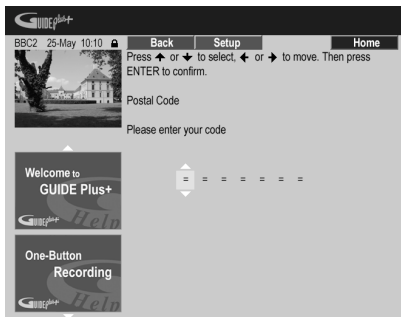 GUIDE plus+
BBC2 25-May 10:10 Back Setup Home
Press ↑ or ↓ to select, ← or → to move. Then press
ENTER to confirm.
Postal Code
Please enter your code
= = = = = = =
Welcome to
GUIDE Plus+
GUIDE plus+ Help
One-Button
Recording
GUIDE plus+ Help